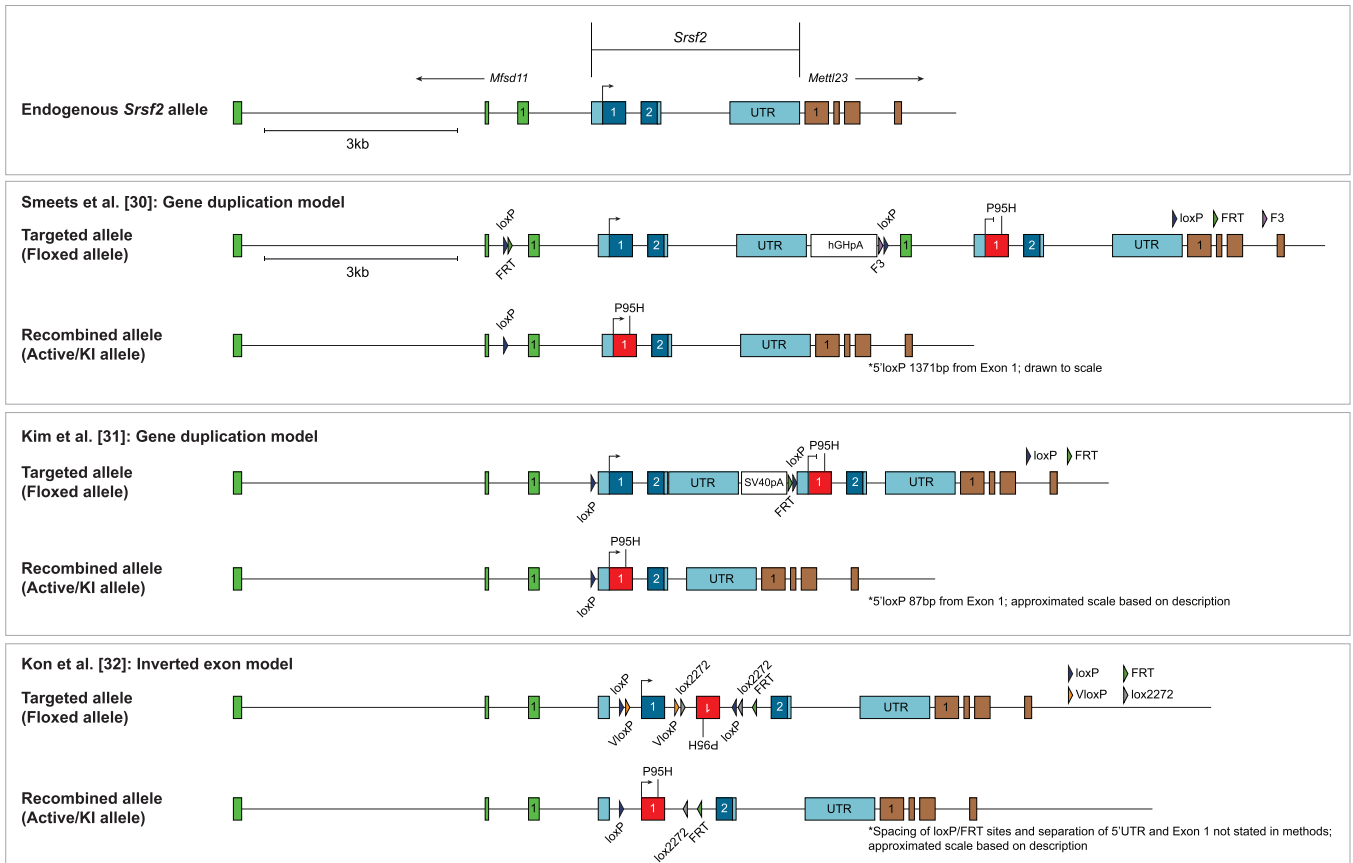 Srsf2
Mfsd11
Mettl23
Endogenous Srsf2 allele
1
1
2
UTR
1
3kb
Smeets et al. [30]: Gene duplication model
Targeted allele
(Floxed allele)
loxP
FRT
1
1
2
UTR
hGHpA
F3
loxP
1
P95H
1
2
UTR
1
loxP
FRT
F3
3kb
Recombined allele
(Active/KI allele)
loxP
1
P95H
1
2
UTR
1
*5'loxP 1371bp from Exon 1; drawn to scale
Kim et al. [31]: Gene duplication model
Targeted allele
(Floxed allele)
1
loxP
1
2
UTR
SV40pA
FRT
loxP
P95H
1
2
UTR
1
loxP
FRT
Recombined allele
(Active/KI allele)
1
loxP
P95H
1
2
UTR
1
*5'loxP 87bp from Exon 1; approximated scale based on description
Kon et al. [32]: Inverted exon model
Targeted allele
(Floxed allele)
1
loxP
VloxP
1
VloxP
lox2272
1
P95H
loxP
lox2272
FRT
2
UTR
1
loxP
FRT
VloxP
lox2272
Recombined allele
(Active/KI allele)
1
loxP
P95H
1
lox2272
FRT
2
UTR
1
*Spacing of loxP/FRT sites and separation of 5'UTR and Exon 1 not stated in methods;
approximated scale based on description